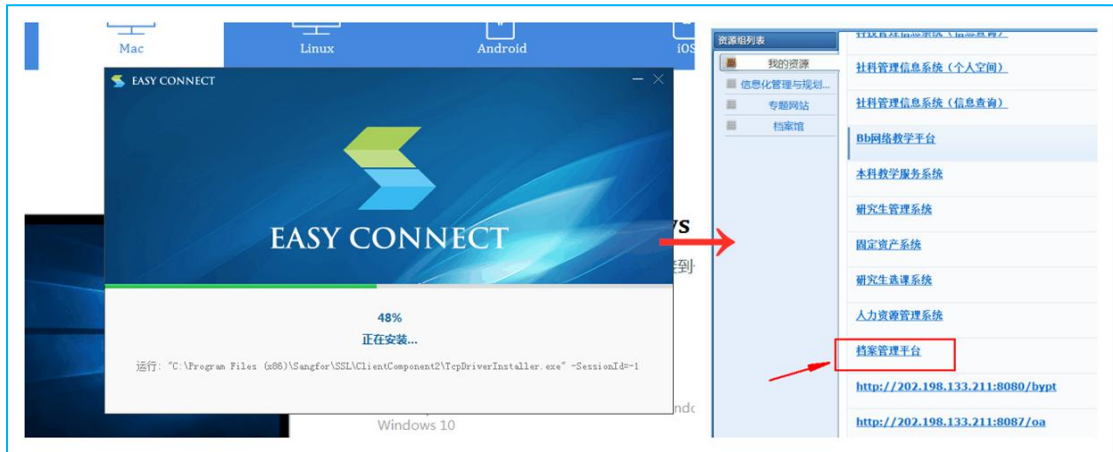 Mac
Linux
Android
iOS
EASY CONNECT
EASY CONNECT
48%
正在安装...
运行: "C:\Program Files (x86)\Sangfor\SSL\ClientComponent2\TcpDriverInstaller.exe" -SessionId=-1
Windows 10
资源组列表
我的资源
信息化管理与规划...
专题网站
档案馆
社科管理信息系统（个人空间）
社科管理信息系统（信息查询）
Bb网络教学平台
本科教学服务系统
研究生管理系统
固定资产系统
研究生选课系统
人力资源管理系统
档案管理平台
http://202.198.133.211:8080/bypt
http://202.198.133.211:8087/oa